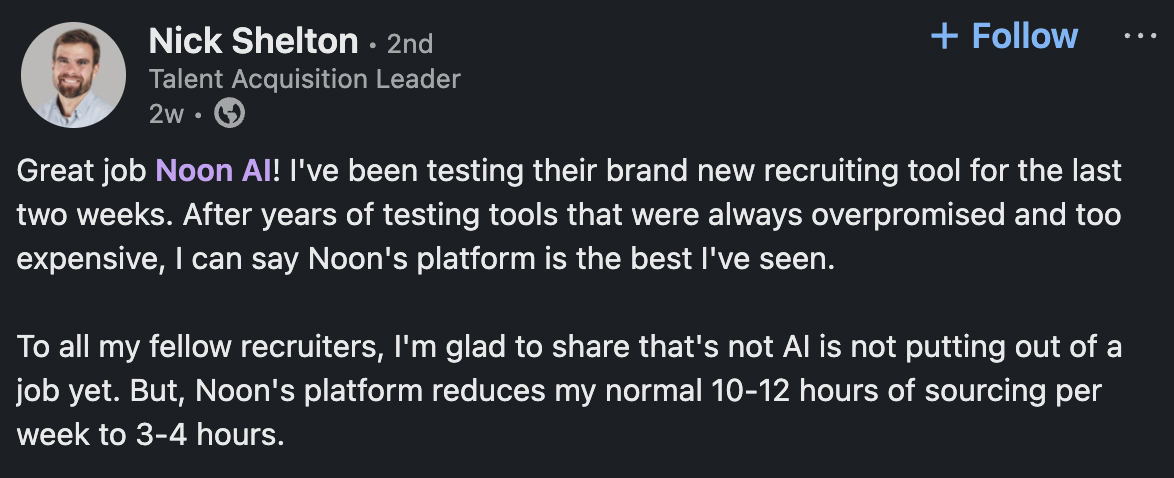 Nick Shelton • 2nd
+ Follow ...
Talent Acquisition Leader
2w •
Great job Noon AI! I've been testing their brand new recruiting tool for the last
two weeks. After years of testing tools that were always overpromised and too
expensive, I can say Noon's platform is the best I've seen.
To all my fellow recruiters, I'm glad to share that's not AI is not putting out of a
job yet. But, Noon's platform reduces my normal 10-12 hours of sourcing per
week to 3-4 hours.